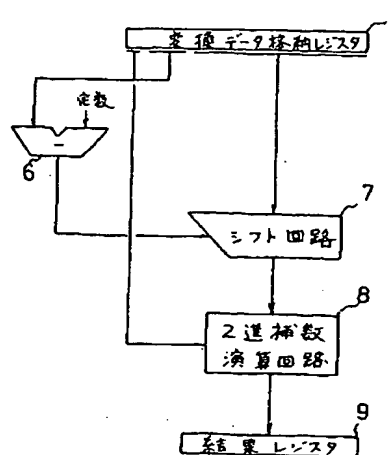 変換データ格納レジスタ
定数
−
6
7
シフト回路
8
2進補数
演算回路
9
結果レジスタ